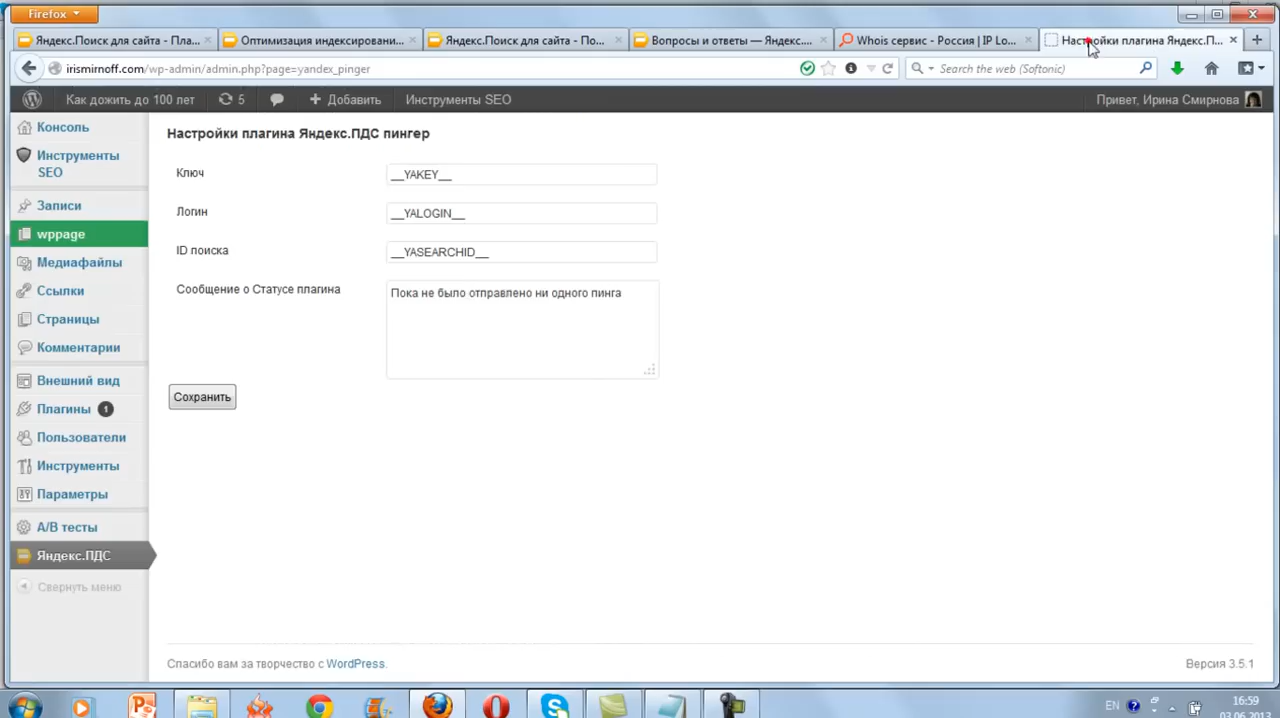 Firefox
Яндекс.Поиск для сайта - Пла...
Оптимизация индексировани...
Яндекс.Поиск для сайта - По...
Вопросы и ответы — Яндекс....
Whois сервис - Россия | IP Lo...
Настройки плагина Яндекс.П...
irismirnoff.com/wp-admin/admin.php?page=yandex_pinger
Search the web (Softonic)
Как дожить до 100 лет
5
Добавить
Инструменты SEO
Привет, Ирина Смирнова
Консоль
Инструменты
SEO
Записи
wppage
Медиафайлы
Ссылки
Страницы
Комментарии
Внешний вид
Плагины 1
Пользователи
Инструменты
Параметры
A/B тесты
Яндекс.ПДС
Свернуть меню
Настройки плагина Яндекс.ПДС пингер
Ключ
__YAKEY__
Логин
__YALOGIN__
ID поиска
__YASEARCHID__
Сообщение о Статусе плагина
Пока не было отправлено ни одного пинга
Сохранить
Спасибо вам за творчество с WordPress.
Версия 3.5.1
EN
16:59
03.06.2013